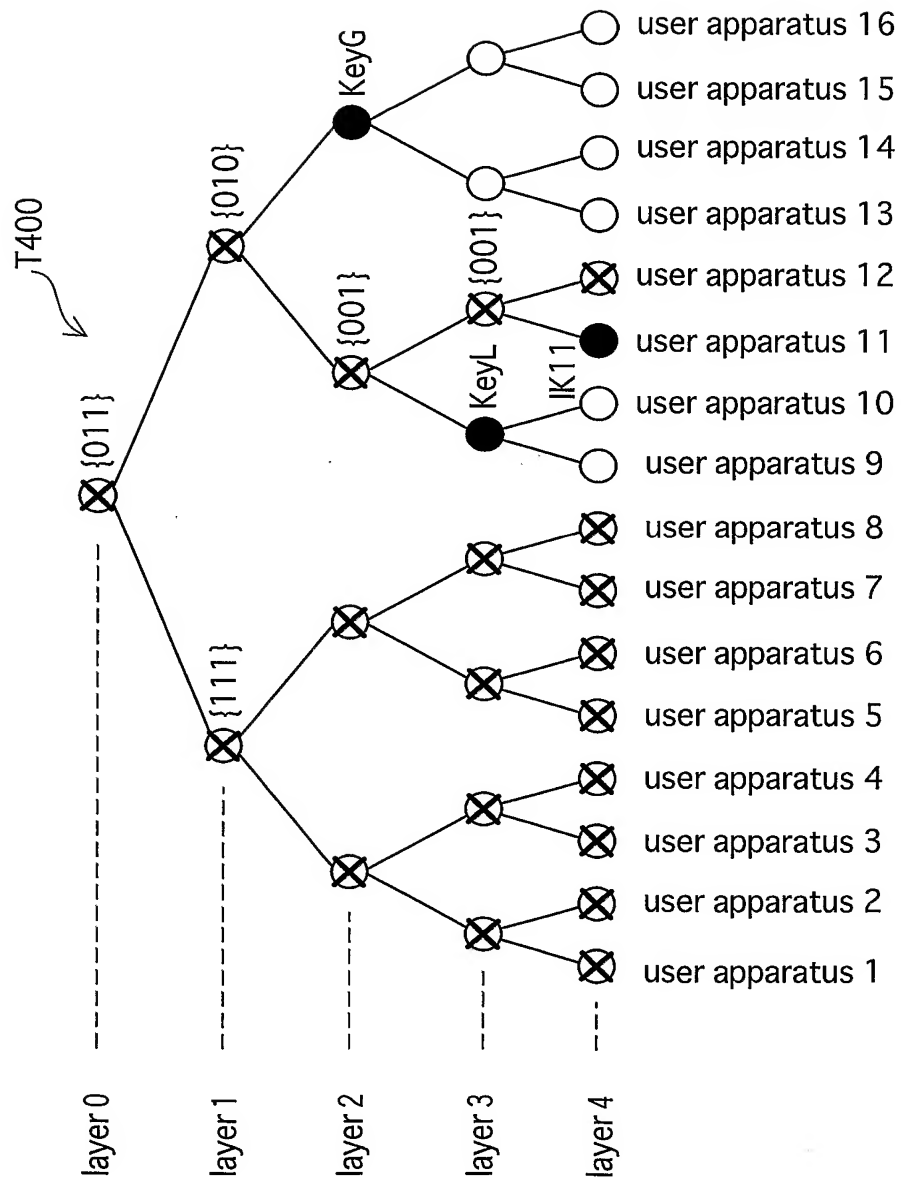 T400
layer 0
{011}
layer 1
{111}
{010}
layer 2
{001}
KeyG
layer 3
KeyL
{001}
layer 4
IK11
user apparatus 1
user apparatus 2
user apparatus 3
user apparatus 4
user apparatus 5
user apparatus 6
user apparatus 7
user apparatus 8
user apparatus 9
user apparatus 10
user apparatus 11
user apparatus 12
user apparatus 13
user apparatus 14
user apparatus 15
user apparatus 16